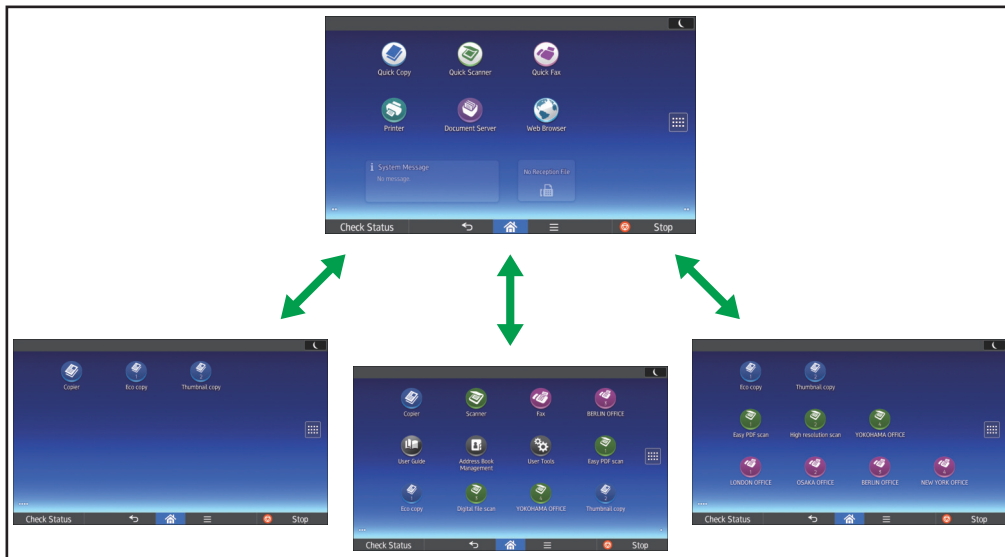 Quick Copy Quick Scanner Quick Fax
Printer Document Server Web Browser
System Message
No message.
No Reception File
Check Status Stop
Copier Eco copy Thumbnail copy
Check Status Stop
Copier Scanner Fax BERLIN OFFICE
User Guide Address Book Management User Tools Easy PDF scan
Eco copy Digital file scan YOKOHAMA OFFICE Thumbnail copy
Check Status Stop
Eco copy Thumbnail copy
Easy PDF scan High resolution scan YOKOHAMA OFFICE
LONDON OFFICE OSAKA OFFICE BERLIN OFFICE NEW YORK OFFICE
Check Status Stop